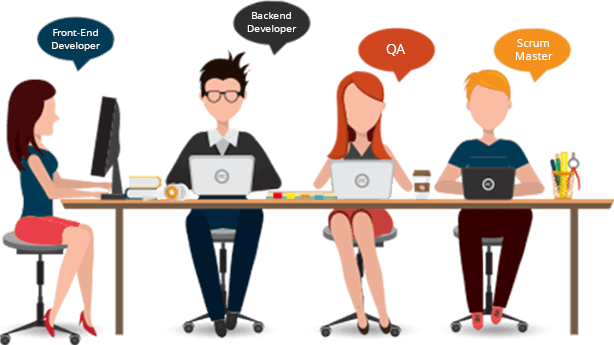 Front-End
Developer
Backend
Developer
QA
Scrum
Master